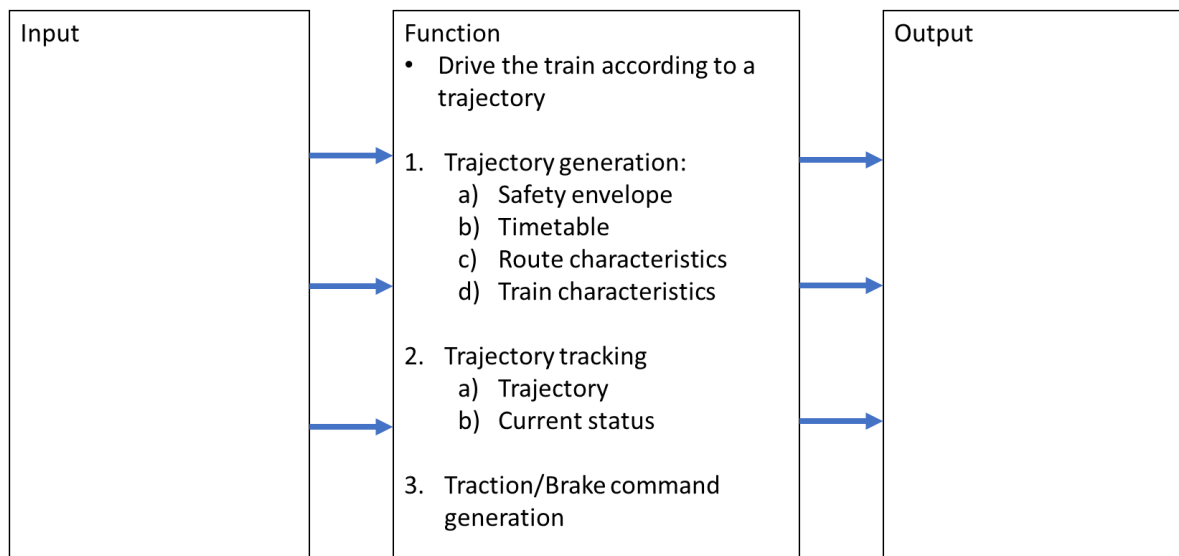 Input
Function
• Drive the train according to a
trajectory
1. Trajectory generation:
a) Safety envelope
b) Timetable
c) Route characteristics
d) Train characteristics
2. Trajectory tracking
a) Trajectory
b) Current status
3. Traction/Brake command
generation
Output